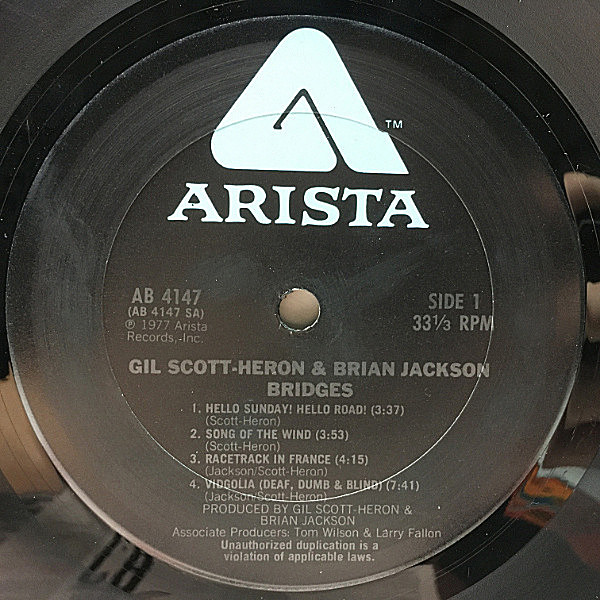 TM
ARISTA
AB 4147
(AB 4147 SA)
℗ 1977 Arista
Records, Inc.
SIDE 1
33⅓ RPM
GIL SCOTT-HERON & BRIAN JACKSON
BRIDGES
1. HELLO SUNDAY! HELLO ROAD! (3:37)
(Scott-Heron)
2. SONG OF THE WIND (3:53)
(Scott-Heron)
3. RACETRACK IN FRANCE (4:15)
(Jackson/Scott-Heron)
4. VIDGOLIA (DEAF, DUMB & BLIND) (7:41)
(Jackson/Scott-Heron)
PRODUCED BY GIL SCOTT-HERON &
BRIAN JACKSON
Associate Producers: Tom Wilson & Larry Fallon
Unauthorized duplication is a
violation of applicable laws.